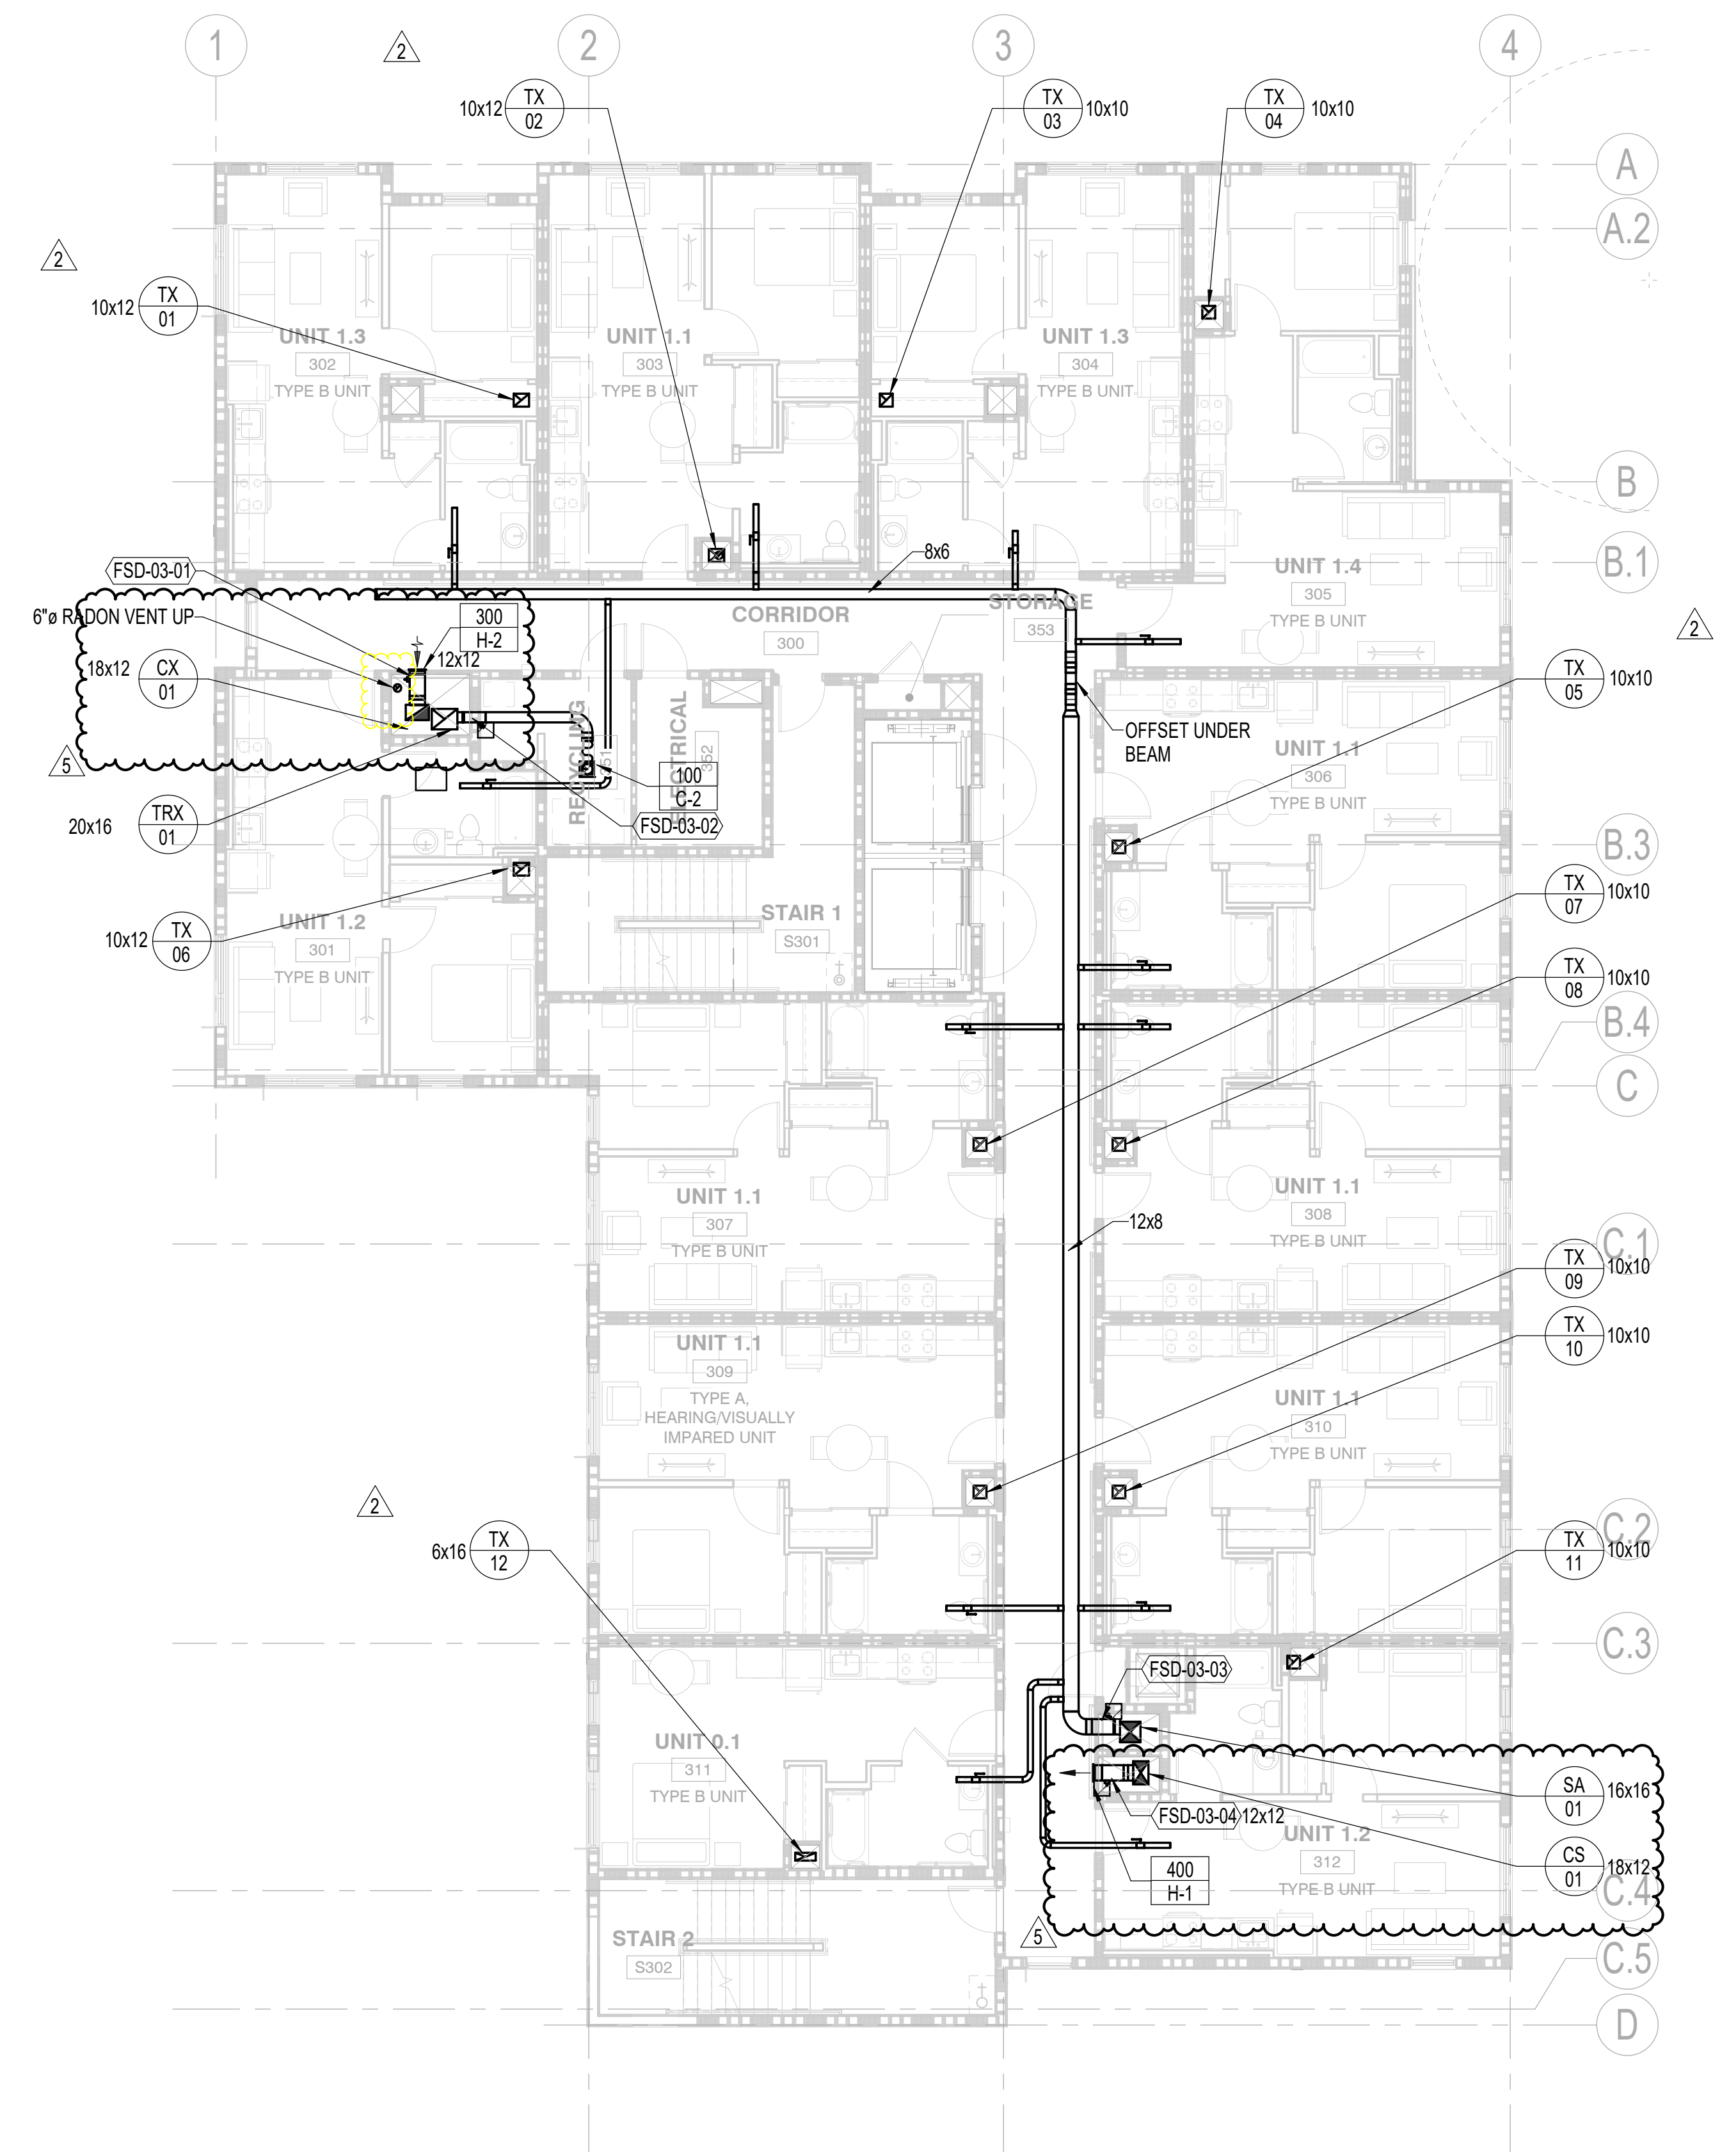 1
2
3
4
2
TX
02
10x12
TX
03
10x10
TX
04
10x10
A
A.2
2
TX
01
10x12
UNIT 1.3
302
TYPE B UNIT
UNIT 1.1
303
TYPE B UNIT
UNIT 1.3
304
TYPE B UNIT
B
B.1
8x6
UNIT 1.4
305
TYPE B UNIT
FSD-03-01
6"ø RADON VENT UP
300
H-2
12x12
18x12
CX
01
CORRIDOR
300
STORAGE
353
2
TX
05
10x10
OFFSET UNDER
BEAM
UNIT 1.1
306
TYPE B UNIT
5
RECYCLING
351
ELECTRICAL
352
100
C-2
FSD-03-02
20x16
TRX
01
B.3
TX
07
10x10
10x12
TX
06
UNIT 1.2
301
TYPE B UNIT
STAIR 1
S301
TX
08
10x10
B.4
C
UNIT 1.1
307
TYPE B UNIT
UNIT 1.1
308
TYPE B UNIT
12x8
C.1
TX
09
10x10
TX
10
10x10
UNIT 1.1
309
TYPE A,
HEARING/VISUALLY
IMPARED UNIT
UNIT 1.1
310
TYPE B UNIT
2
6x16
TX
12
C.2
TX
11
10x10
C.3
FSD-03-03
UNIT 0.1
311
TYPE B UNIT
SA
01
16x16
FSD-03-04
12x12
UNIT 1.2
312
TYPE B UNIT
400
H-1
CS
01
18x12
C.4
5
STAIR 2
S302
C.5
D